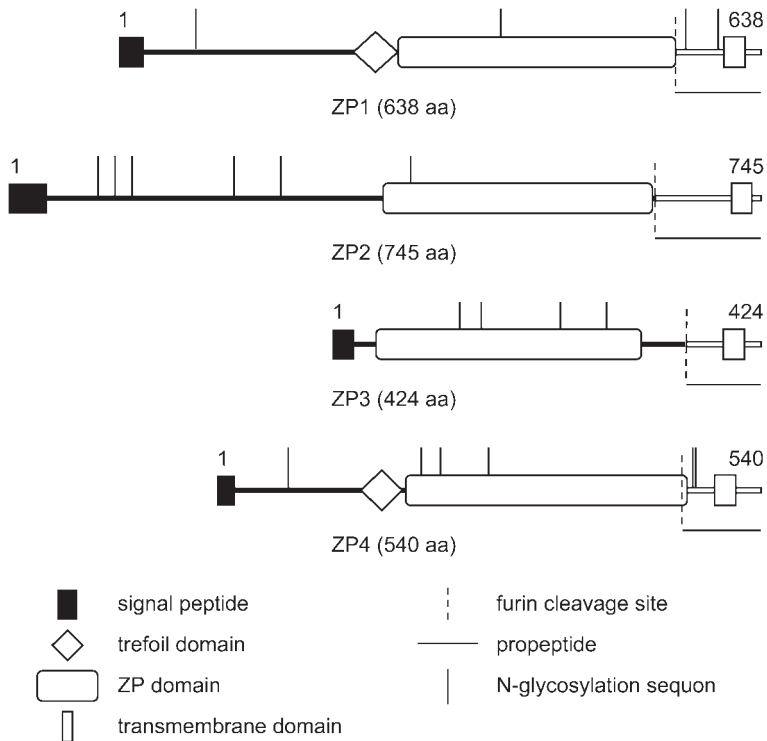 1 638
ZP1 (638 aa)
1 745
ZP2 (745 aa)
1 424
ZP3 (424 aa)
1 540
ZP4 (540 aa)
signal peptide
trefoil domain
ZP domain
transmembrane domain
furin cleavage site
propeptide
N-glycosylation sequon